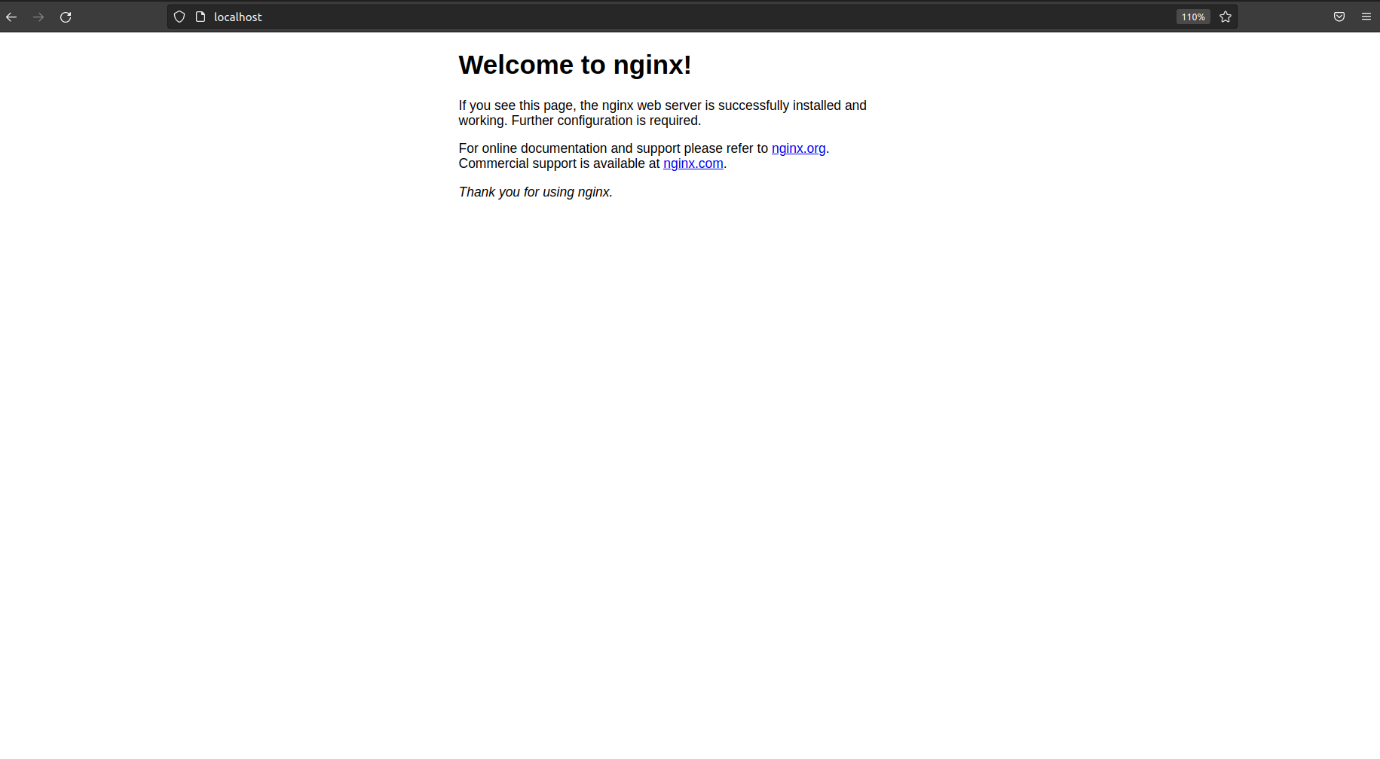 localhost
110%
Welcome to nginx!
If you see this page, the nginx web server is successfully installed and
working. Further configuration is required.
For online documentation and support please refer to nginx.org.
Commercial support is available at nginx.com.
Thank you for using nginx.